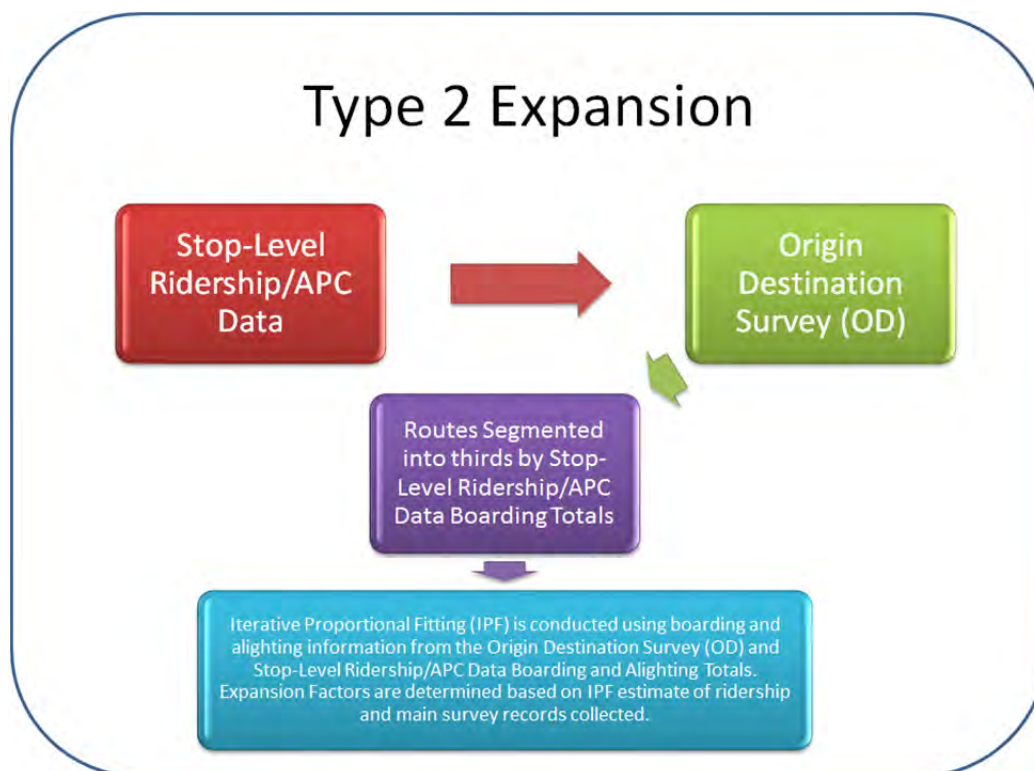 Type 2 Expansion
Stop-Level
Ridership/APC
Data
Origin
Destination
Survey (OD)
Routes Segmented
into thirds by Stop-
Level Ridership/APC
Data Boarding Totals
Iterative Proportional Fitting (IPF) is conducted using boarding and
alighting information from the Origin Destination Survey (OD) and
Stop-Level Ridership/APC Data Boarding and Alighting Totals.
Expansion Factors are determined based on IPF estimate of ridership
and main survey records collected.